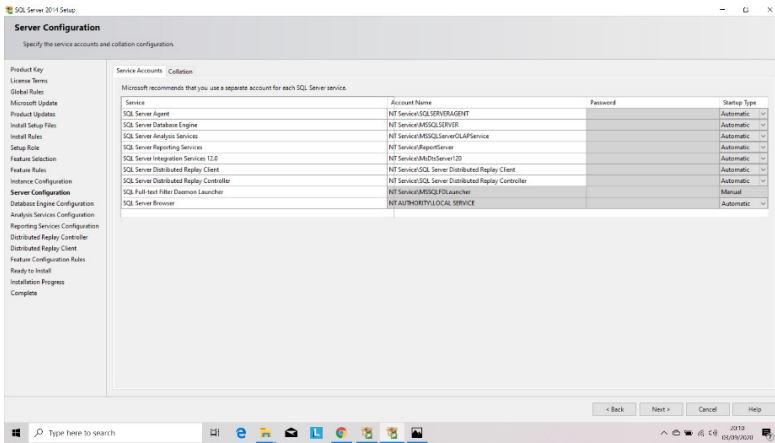 SQL Server 2014 Setup
Server Configuration
Specify the service accounts and collation configuration.
Product Key
License Terms
Global Rules
Microsoft Update
Product Updates
Install Setup Files
Install Rules
Setup Role
Feature Selection
Feature Rules
Instance Configuration
Server Configuration
Database Engine Configuration
Analysis Services Configuration
Reporting Services Configuration
Distributed Replay Controller
Distributed Replay Client
Feature Configuration Rules
Ready to Install
Installation Progress
Complete
Service Accounts Collation
Microsoft recommends that you use a separate account for each SQL Server service.
Service Account Name Password Startup Type
SQL Server Agent NT Service\SQLSERVERAGENT Automatic
SQL Server Database Engine NT Service\MSSQLSERVER Automatic
SQL Server Analysis Services NT Service\MSSQLServerOLAPService Automatic
SQL Server Reporting Services NT Service\ReportServer Automatic
SQL Server Integration Services 12.0 NT Service\MsDtsServer120 Automatic
SQL Server Distributed Replay Client NT Service\SQL Server Distributed Replay Client Automatic
SQL Server Distributed Replay Controller NT Service\SQL Server Distributed Replay Controller Automatic
SQL Full-text Filter Daemon Launcher NT Service\MSSQLFDLauncher Manual
SQL Server Browser NT AUTHORITY\LOCAL SERVICE Automatic
< Back Next > Cancel Help
Type here to search
20:10
03/09/2020